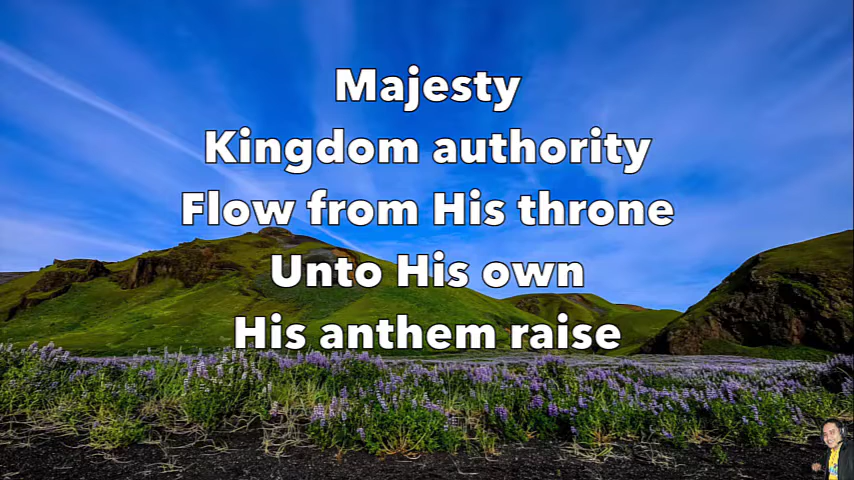 Majesty
Kingdom authority
Flow from His throne
Unto His own
His anthem raise